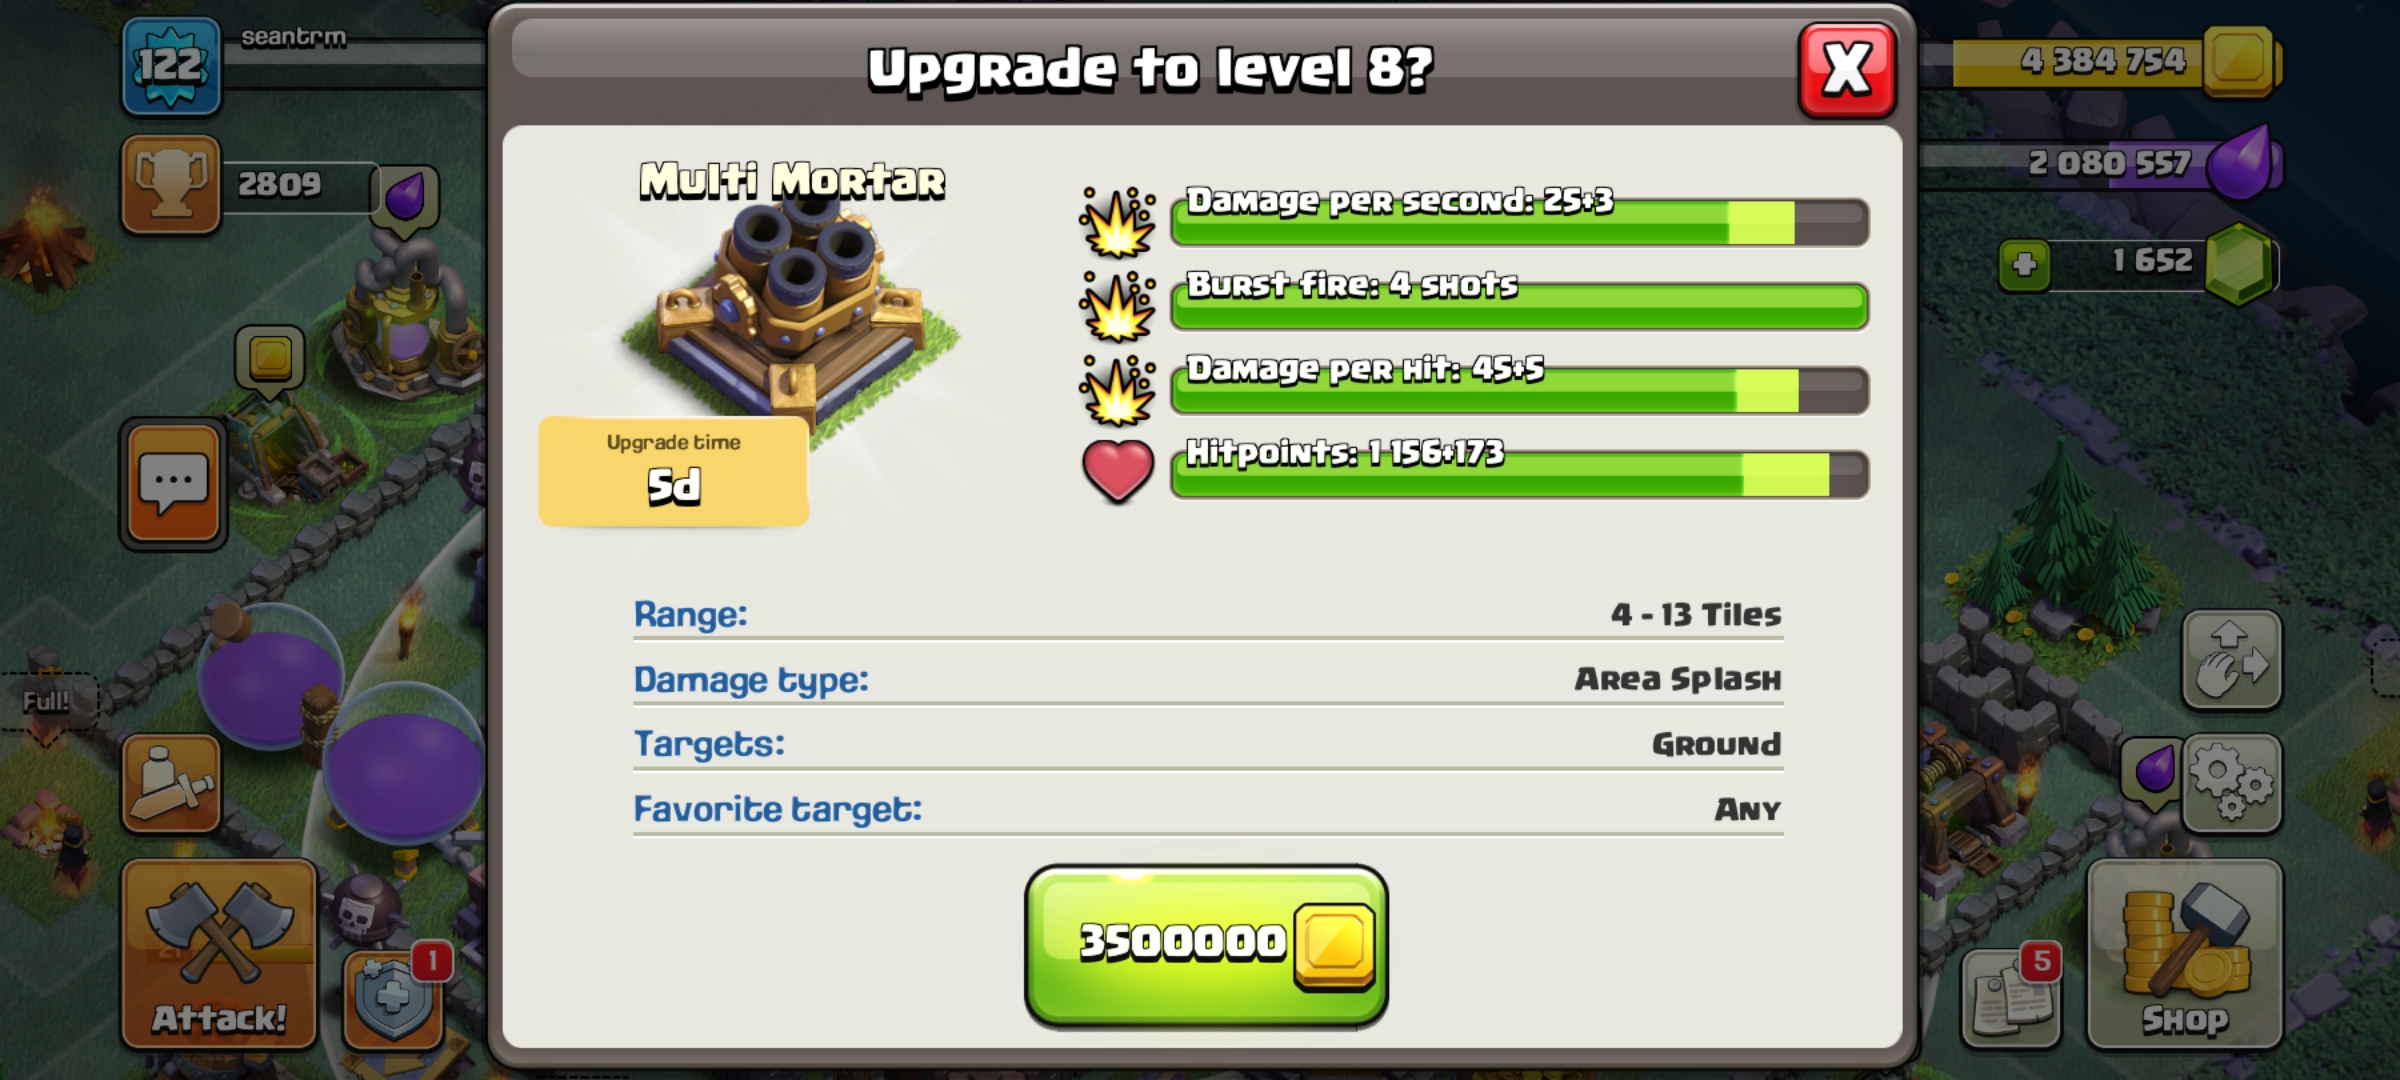 122
seantrm
Upgrade to level 8?
X
4 384 754
2809
Multi Mortar
Damage per second: 25+3
2 080 557
Burst fire: 4 shots
1 652
Damage per hit: 45+5
Upgrade time
5d
Hitpoints: 1 156+173
Range: 4 - 13 Tiles
Damage type: Area Splash
Full!
Targets: Ground
Favorite target: Any
3500000
1
5
Attack!
Shop